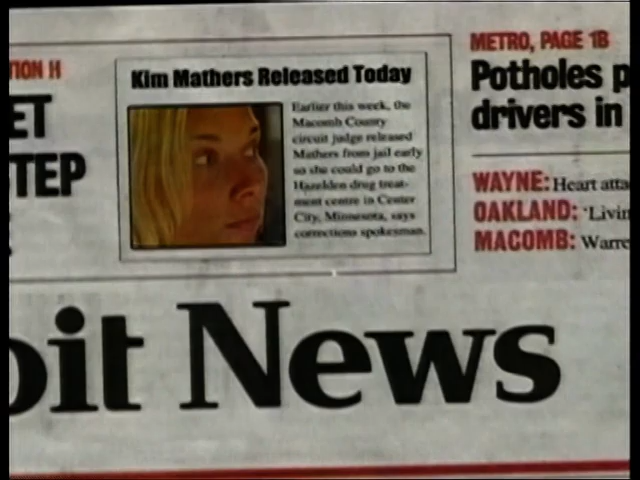 TION H
ET
TEP
Kim Mathers Released Today
Earlier this week, the
Macomb County
circuit judge released
Mathers from jail early
so she could go to the
Hazelden drug treat-
ment centre in Center
City, Minnesota, says
corrections spokesman.
METRO, PAGE 1B
Potholes p
drivers in
WAYNE: Heart atta
OAKLAND: 'Livin
MACOMB: Warre
oit News